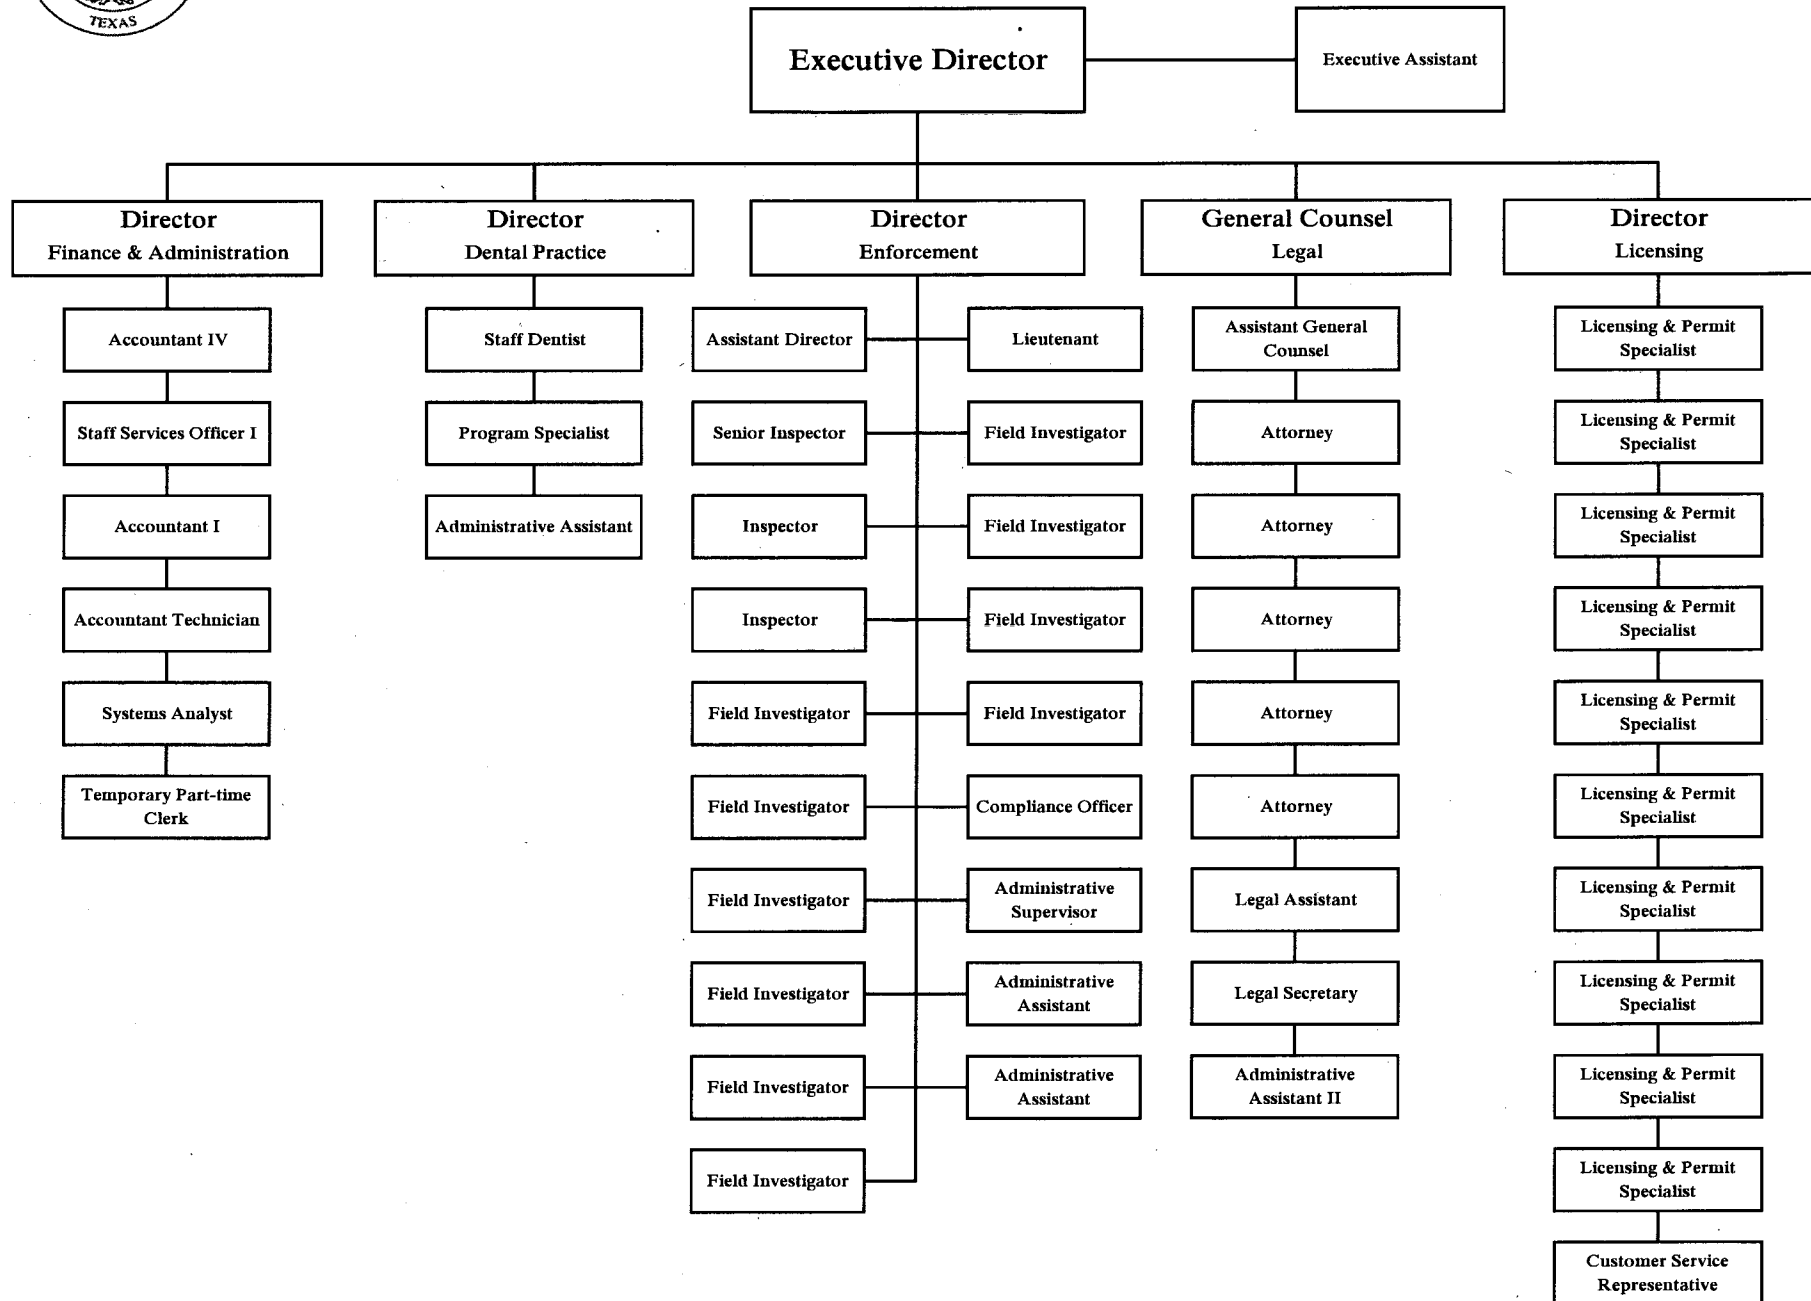 TEXAS
Executive Director
Executive Assistant
Director
Finance & Administration
Director
Dental Practice
Director
Enforcement
General Counsel
Legal
Director
Licensing
Accountant IV
Staff Services Officer I
Accountant I
Accountant Technician
Systems Analyst
Temporary Part-time
Clerk
Staff Dentist
Program Specialist
Administrative Assistant
Assistant Director
Lieutenant
Senior Inspector
Field Investigator
Inspector
Field Investigator
Inspector
Field Investigator
Field Investigator
Field Investigator
Field Investigator
Compliance Officer
Field Investigator
Administrative
Supervisor
Field Investigator
Administrative
Assistant
Field Investigator
Administrative
Assistant
Field Investigator
Assistant General
Counsel
Attorney
Attorney
Attorney
Attorney
Attorney
Legal Assistant
Legal Secretary
Administrative
Assistant II
Licensing & Permit
Specialist
Licensing & Permit
Specialist
Licensing & Permit
Specialist
Licensing & Permit
Specialist
Licensing & Permit
Specialist
Licensing & Permit
Specialist
Licensing & Permit
Specialist
Licensing & Permit
Specialist
Licensing & Permit
Specialist
Licensing & Permit
Specialist
Customer Service
Representative